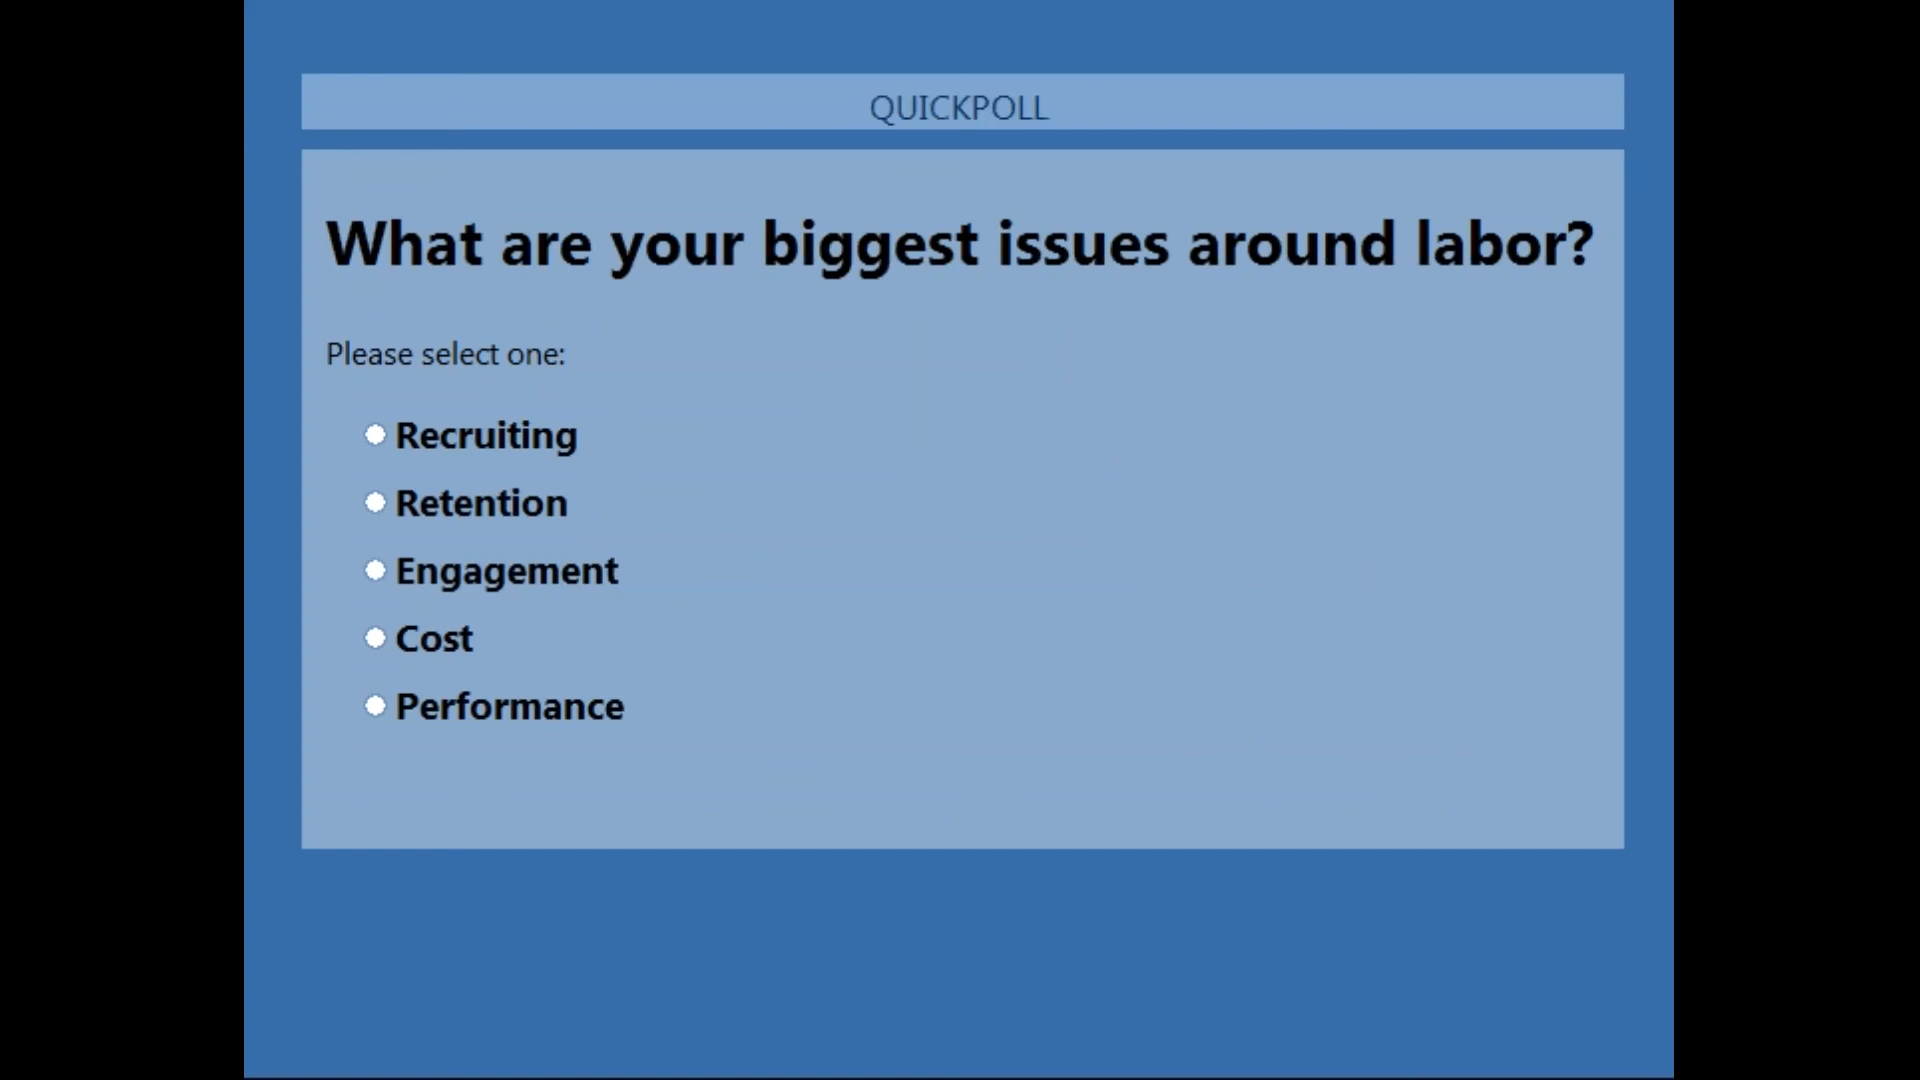 QUICKPOLL
What are your biggest issues around labor?
Please select one:
Recruiting
Retention
Engagement
Cost
Performance